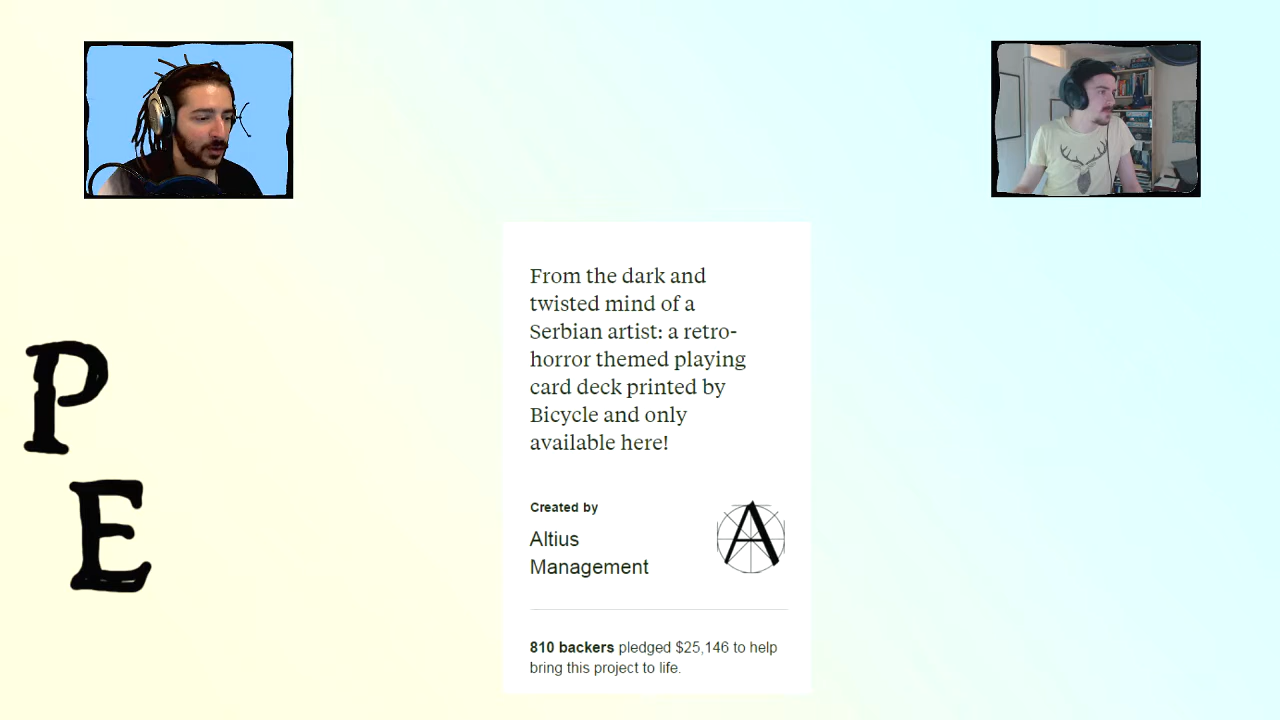 From the dark and
twisted mind of a
Serbian artist: a retro-
horror themed playing
card deck printed by
Bicycle and only
available here!
Created by
Altius
Management
A
810 backers pledged $25,146 to help
bring this project to life.
P
E